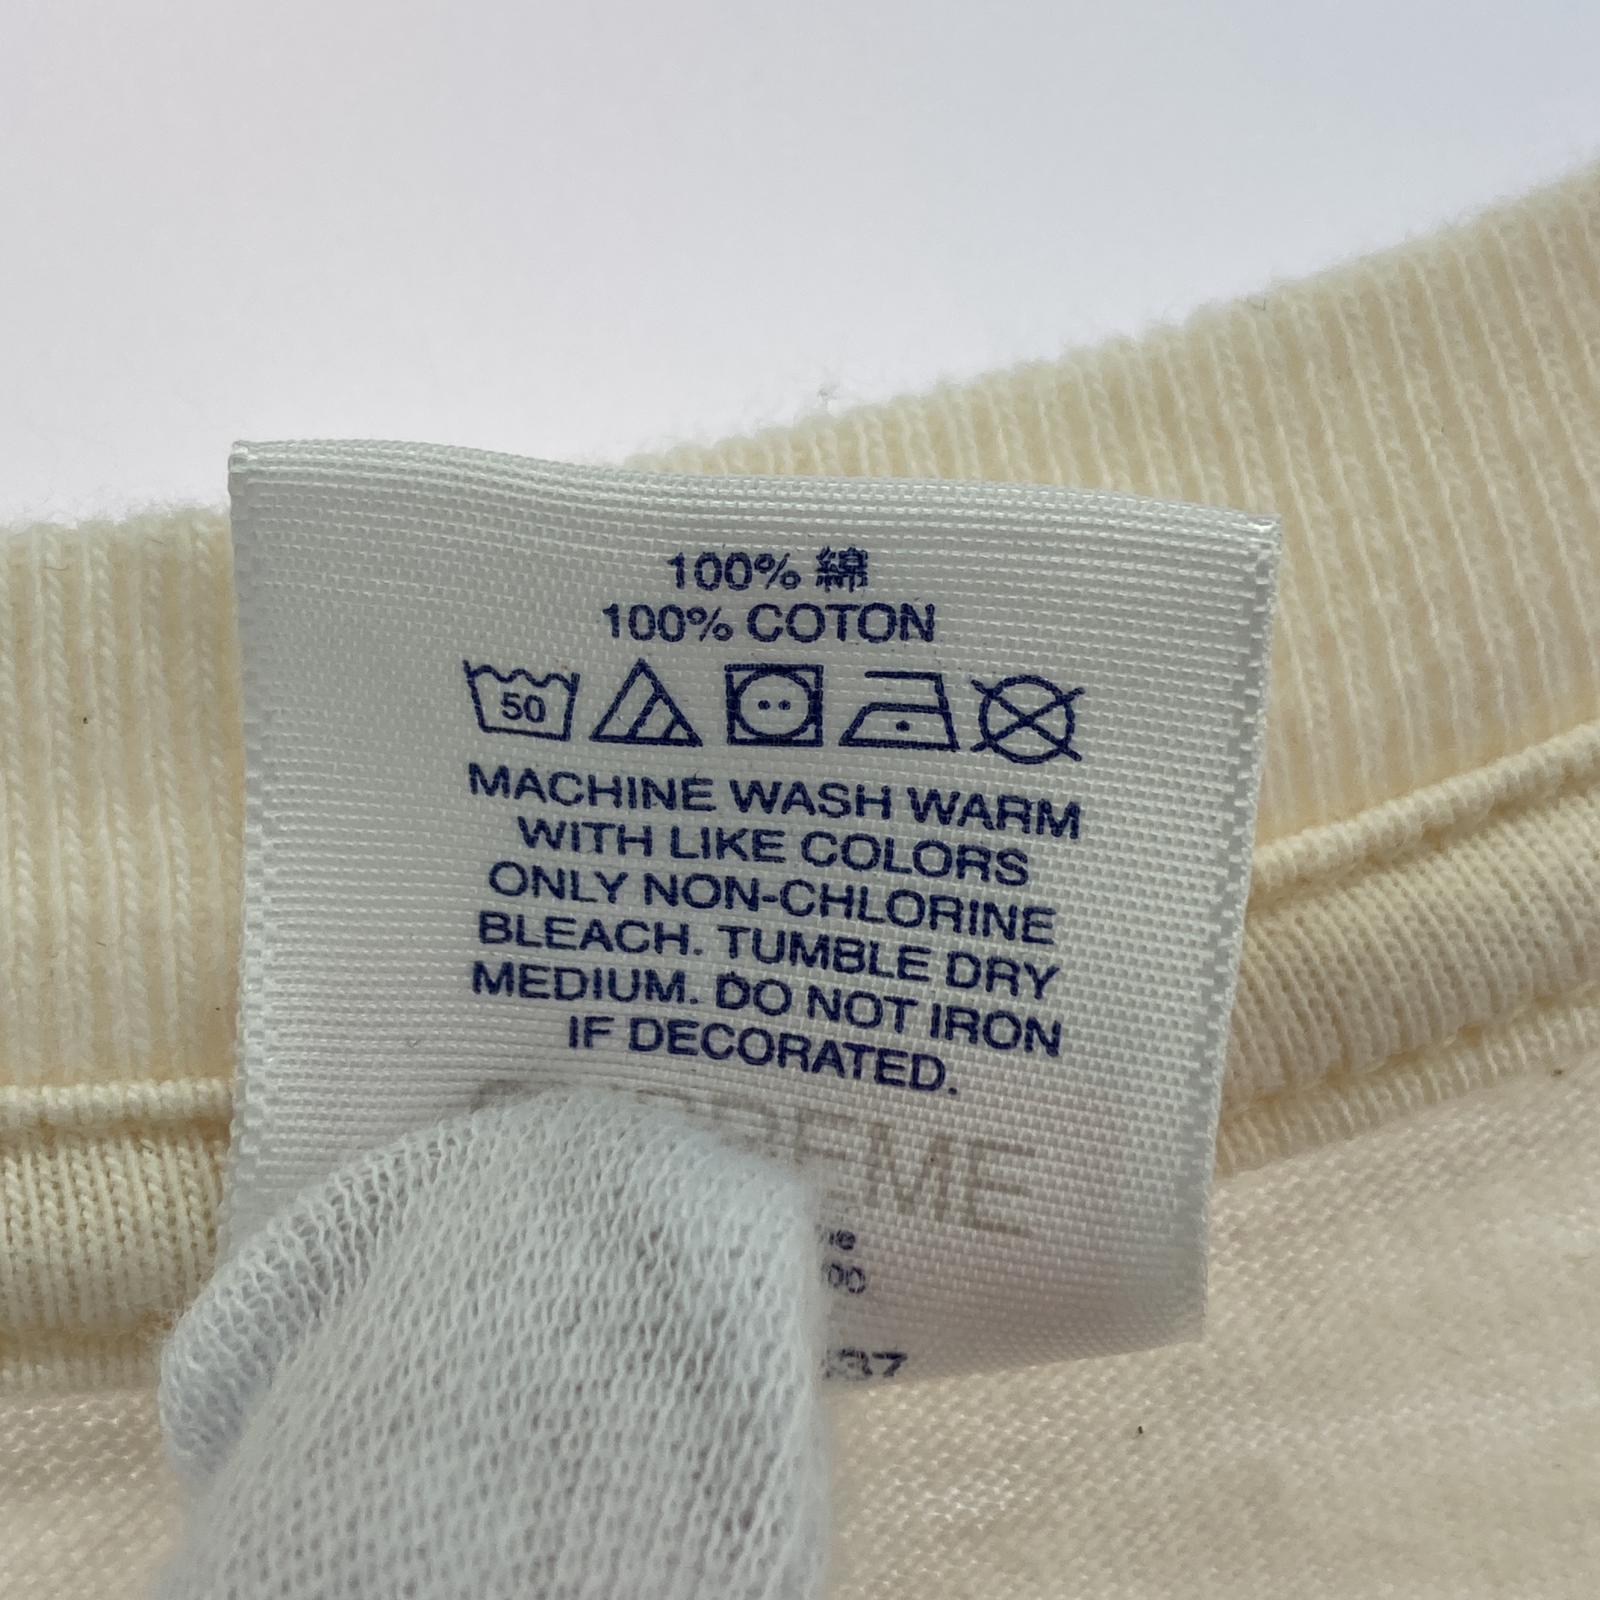 100% 綿
100% COTON
50
MACHINE WASH WARM
WITH LIKE COLORS
ONLY NON-CHLORINE
BLEACH. TUMBLE DRY
MEDIUM. DO NOT IRON
IF DECORATED.